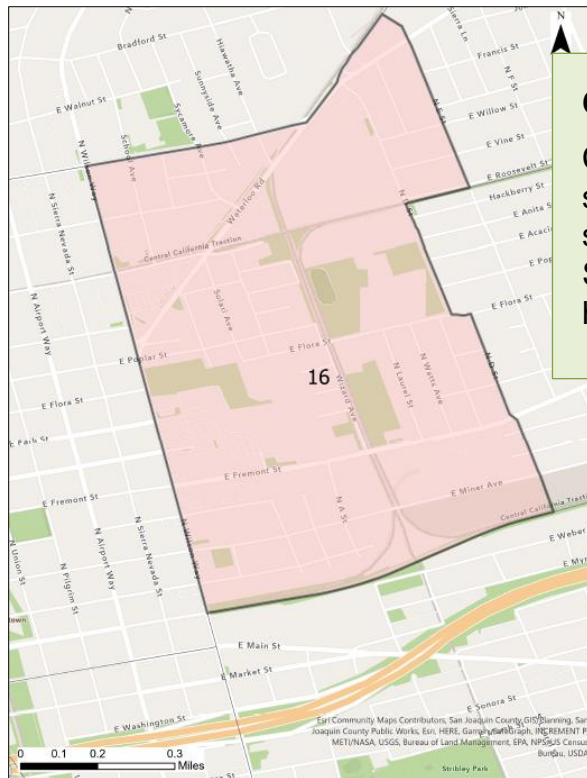 N
Bradford St
Hiawatha Ave
Sierra Ln
Francis St
N F St
E Walnut St
Sunnyside Ave
Sycamore Ave
School Ave
N Wilson Way
E Willow St
E Vine St
E Roosevelt St
Hackberry St
E Anita S
E Acacia
E Pop
N Sierra Nevada St
Waterloo Rd
Central California Traction
N Airport Way
Solari Ave
E Flora St
E Poplar St
E Flora St
16
Wizard Ave
N Laurel St
N Watts Ave
N D St
E Flora St
E Park St
E Fremont St
E Miner Ave
E Fremont St
N A St
Central California Traction
N Airport Way
N Sierra Nevada St
N Wilson Way
N Union St
N Pilgrim St
E Weber
E Myr
town
E Main St
E Market St
E Washington St
E Sonora St
Stribley Park
0 0.1 0.2 0.3
Miles
Esri Community Maps Contributors, San Joaquin County GIS/Planning, San
Joaquin County Public Works, Esri, HERE, Garmin, SafeGraph, INCREMENT P
METI/NASA, USGS, Bureau of Land Management, EPA, NPS, US Census
Bureau, USDA